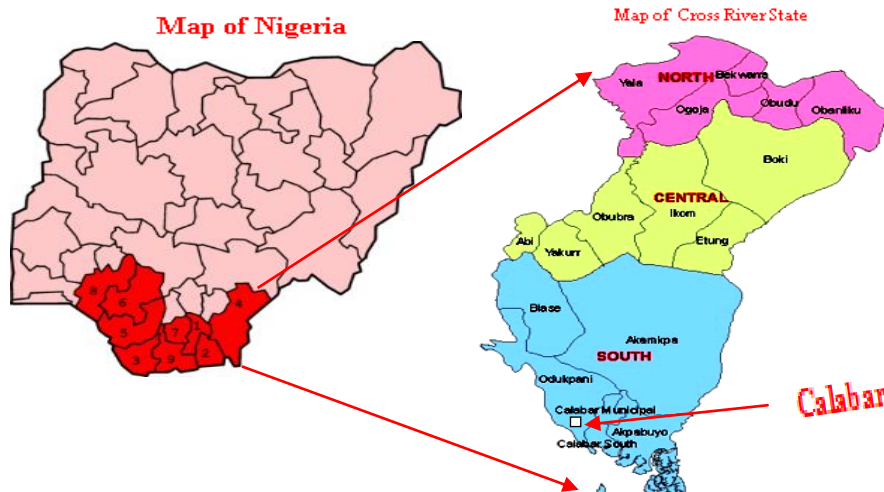 Map of Nigeria
8
6
5
3
9
7
2
4
Map of Cross River State
Yala
NORTH
Bekwarra
Ogoja
Obudu
Obanliku
Boki
CENTRAL
Ikom
Obubra
Abi
Yakurr
Etung
Biase
Akamkpa
SOUTH
Odukpani
Calabar Municipal
Akpabuyo
Calabar South
Calabar